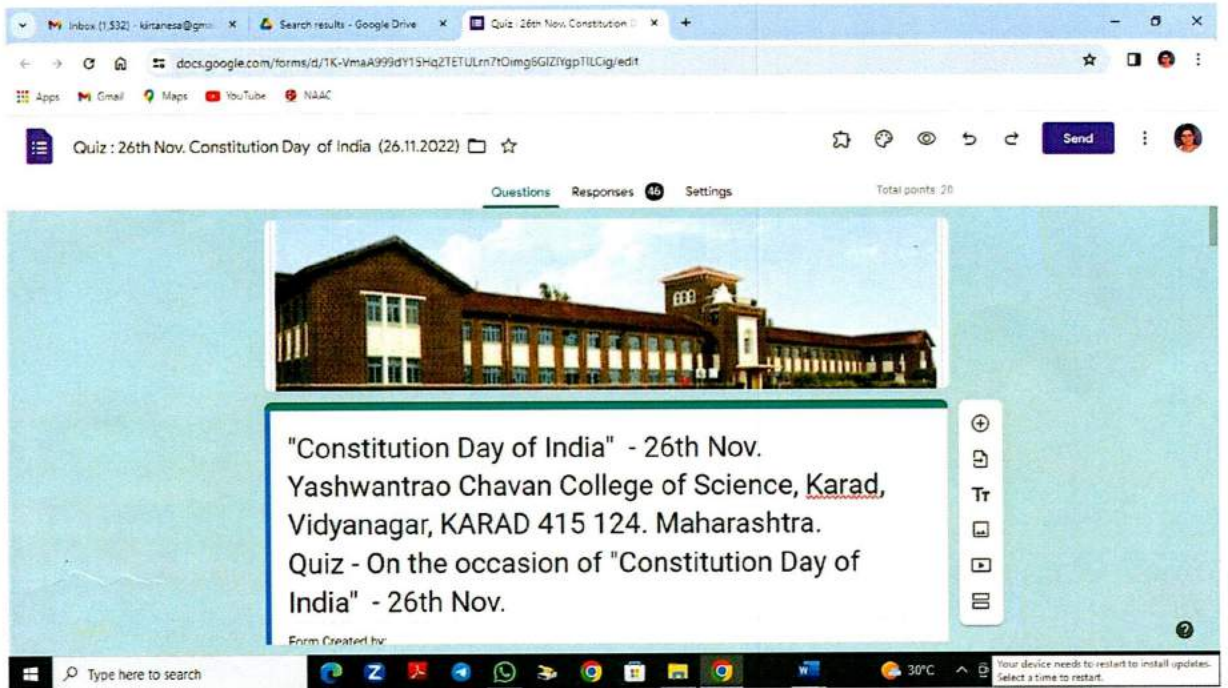 Inbox (1,532) - kirtanesa@gm
Search results - Google Drive
Quiz : 26th Nov. Constitution D
docs.google.com/forms/d/1K-VmaA999dY15Hq2TETULrn7tOimg6GIZIYgpTILCig/edit
Apps Gmail Maps YouTube NAAC
Quiz : 26th Nov. Constitution Day of India (26.11.2022)
Send
Questions Responses 46 Settings Total points: 20
"Constitution Day of India" - 26th Nov.
Yashwantrao Chavan College of Science, Karad,
Vidyanagar, KARAD 415 124. Maharashtra.
Quiz - On the occasion of "Constitution Day of
India" - 26th Nov.
Form Created by:
Tт
Type here to search
30°C
Your device needs to restart to install updates.
Select a time to restart.